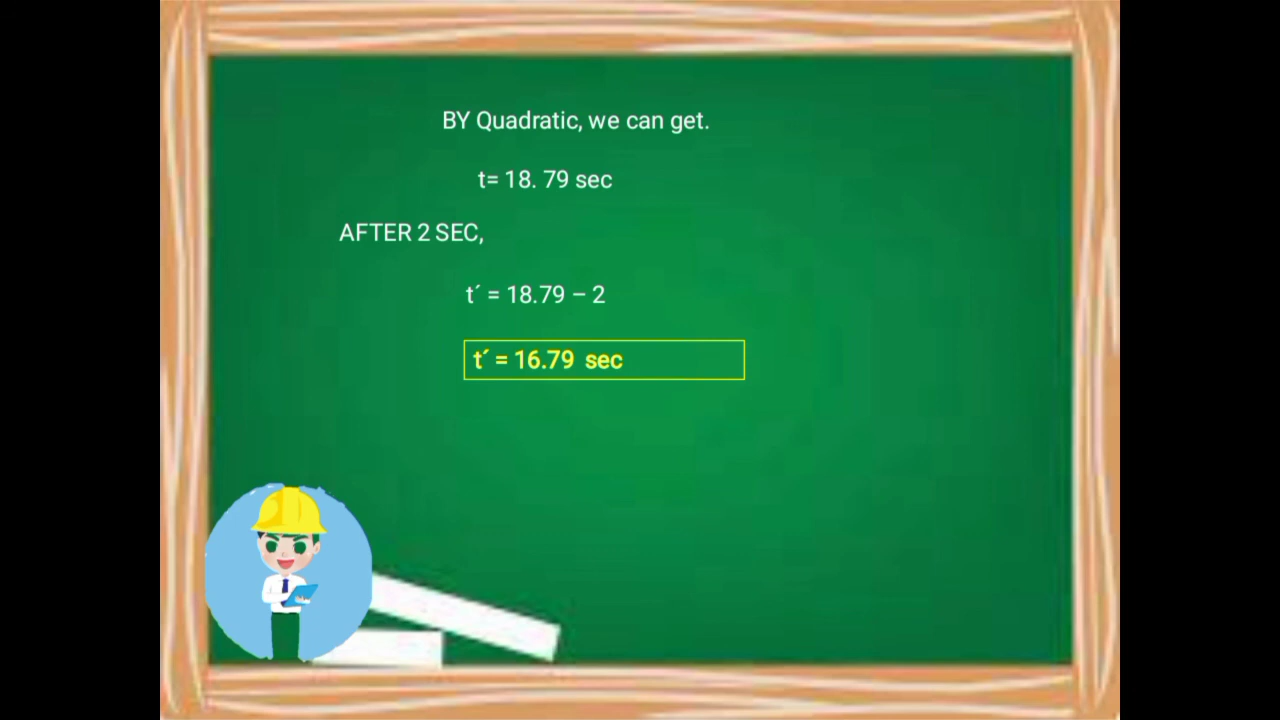 BY Quadratic, we can get.
t= 18. 79 sec
AFTER 2 SEC,
t´ = 18.79 – 2
t´ = 16.79 sec